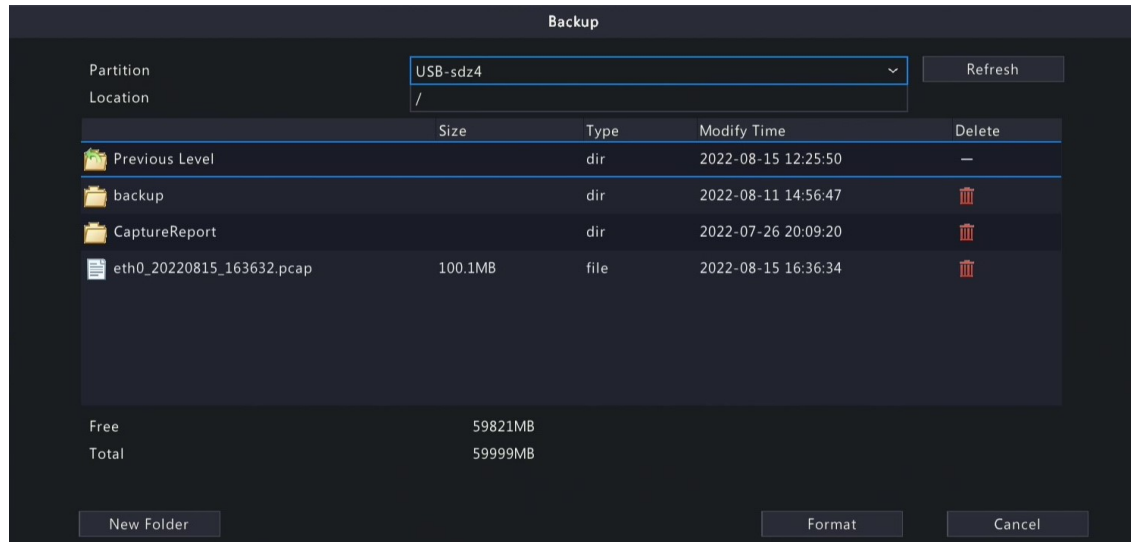 Backup
Partition USB-sdz4 Refresh
Location /
Size Type Modify Time Delete
Previous Level dir 2022-08-15 12:25:50 —
backup dir 2022-08-11 14:56:47
CaptureReport dir 2022-07-26 20:09:20
eth0_20220815_163632.pcap 100.1MB file 2022-08-15 16:36:34
Free 59821MB
Total 59999MB
New Folder Format Cancel